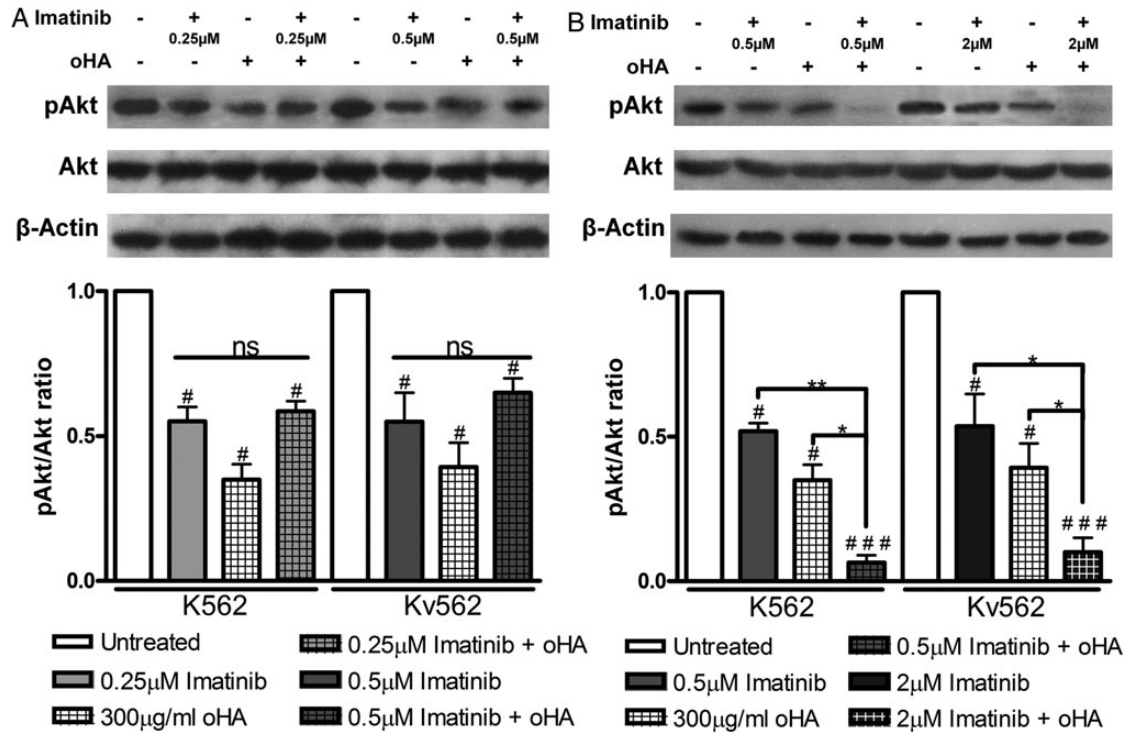 A Imatinib - + - + - + - +
0.25µM 0.25µM 0.5µM 0.5µM
oHA - - + + - - + +
pAkt
Akt
β-Actin
pAkt/Akt ratio
1.0
0.5
0.0
ns ns
# # # # # #
K562 Kv562
Untreated
0.25µM Imatinib
300µg/ml oHA
0.25µM Imatinib + oHA
0.5µM Imatinib
0.5µM Imatinib + oHA
B Imatinib - + - + - + - +
0.5µM 0.5µM 2µM 2µM
oHA - - + + - - + +
pAkt
Akt
β-Actin
pAkt/Akt ratio
1.0
0.5
0.0
** *
* *
# # # # # # # # # #
K562 Kv562
Untreated
0.5µM Imatinib
300µg/ml oHA
0.5µM Imatinib + oHA
2µM Imatinib
2µM Imatinib + oHA